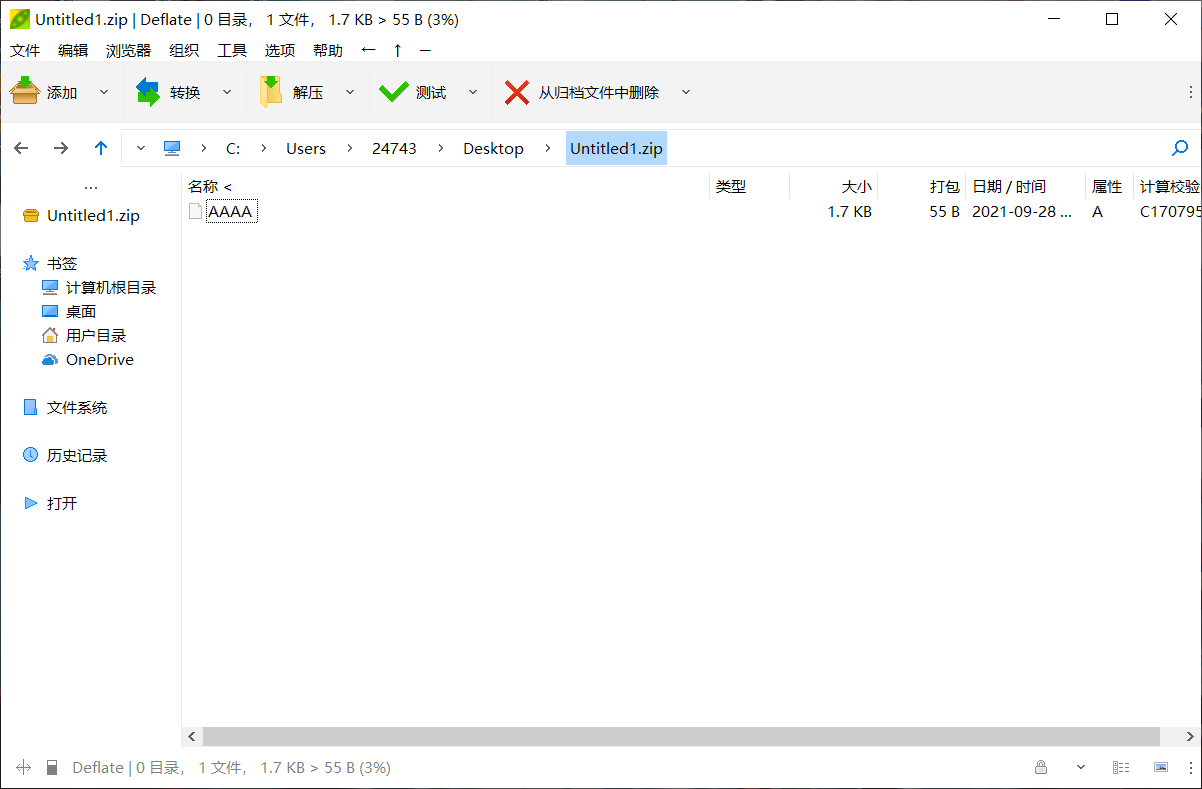 Untitled1.zip | Deflate | 0 目录， 1 文件， 1.7 KB > 55 B (3%)
文件 编辑 浏览器 组织 工具 选项 帮助 ← ↑ –
添加 转换 解压 测试 从归档文件中删除
C: Users 24743 Desktop Untitled1.zip
...
名称 < 类型 大小 打包 日期 / 时间 属性 计算校验
AAAA 1.7 KB 55 B 2021-09-28 ... A C170795
Untitled1.zip
书签
计算机根目录
桌面
用户目录
OneDrive
文件系统
历史记录
打开
Deflate | 0 目录， 1 文件， 1.7 KB > 55 B (3%)